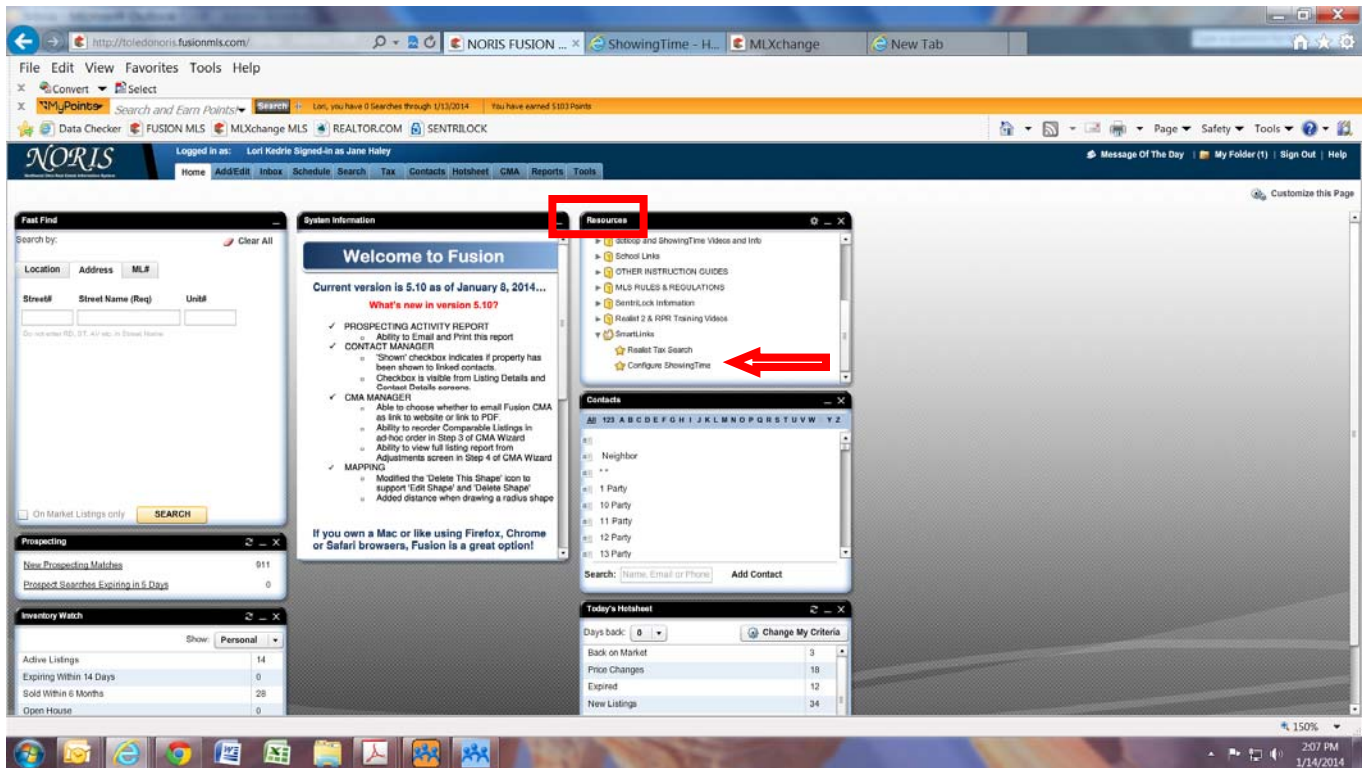 http://toledonoris.fusionmls.com/
NORIS FUSION ...
ShowingTime - H...
MLXchange
New Tab
File Edit View Favorites Tools Help
x Convert Select
x MyPoints Search and Earn Points! Search Lori, you have 0 Searches through 1/13/2014 You have earned 5103 Points
Data Checker FUSION MLS MLXchange MLS REALTOR.COM SENTRILOCK
Page Safety Tools
NORIS
Logged in as: Lori Kedrie Signed-in as Jane Haley
Message Of The Day | My Folder (1) | Sign Out | Help
Home Add/Edit Inbox Schedule Search Tax Contacts Hotsheet CMA Reports Tools
Customize this Page
Fast Find
Search by:
Clear All
Location Address ML#
Street# Street Name (Req) Unit#
On Market Listings only SEARCH
Prospecting
New Prospecting Matches 911
Prospect Searches Expiring in 5 Days 0
Inventory Watch
Show: Personal
Active Listings 14
Expiring Within 14 Days 0
Sold Within 6 Months 28
Open House 0
System Information
Welcome to Fusion
Current version is 5.10 as of January 8, 2014...
What's new in version 5.10?
✓ PROSPECTING ACTIVITY REPORT
Ability to Email and Print this report
✓ CONTACT MANAGER
'Shown' checkbox indicates if property has
been shown to linked contacts.
Checkbox is visible from Listing Details and
Contact Details screens.
✓ CMA MANAGER
Able to choose whether to email Fusion CMA
as link to website or link to PDF.
Ability to reorder Comparable Listings in
ad-hoc order in Step 3 of CMA Wizard
Ability to view full listing report from
Adjustments screen in Step 4 of CMA Wizard
✓ MAPPING
Modified the 'Delete This Shape' icon to
support 'Edit Shape' and 'Delete Shape'
Added distance when drawing a radius shape
If you own a Mac or like using Firefox, Chrome
or Safari browsers, Fusion is a great option!
Resources
dotloop and ShowingTime Videos and Info
School Links
OTHER INSTRUCTION GUIDES
MLS RULES & REGULATIONS
SentriLock Information
Realist 2 & RPR Training Videos
SmartLinks
Realist Tax Search
Configure ShowingTime
Contacts
All 123 A B C D E F G H I J K L M N O P Q R S T U V W Y Z
Neighbor
" "
1 Party
10 Party
11 Party
12 Party
13 Party
Search: Name, Email or Phone Add Contact
Today's Hotsheet
Days back: 0 Change My Criteria
Back on Market 3
Price Changes 18
Expired 12
New Listings 34
150%
2:07 PM
1/14/2014